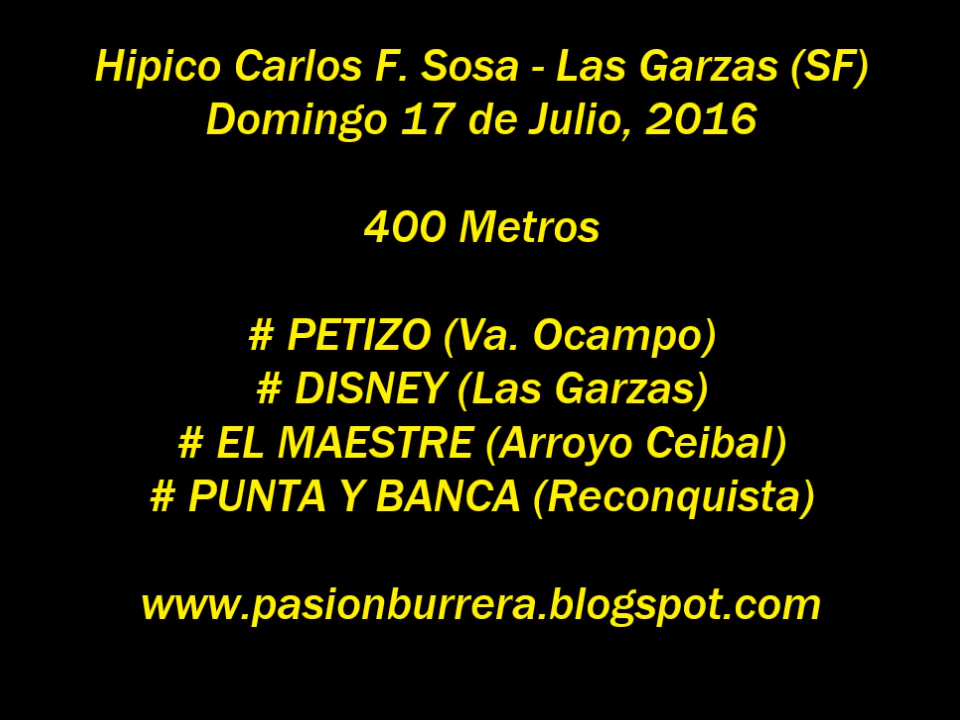 Hipico Carlos F. Sosa - Las Garzas (SF)
Domingo 17 de Julio, 2016
400 Metros
# PETIZO (Va. Ocampo)
# DISNEY (Las Garzas)
# EL MAESTRE (Arroyo Ceibal)
# PUNTA Y BANCA (Reconquista)
www.pasionburrera.blogspot.com